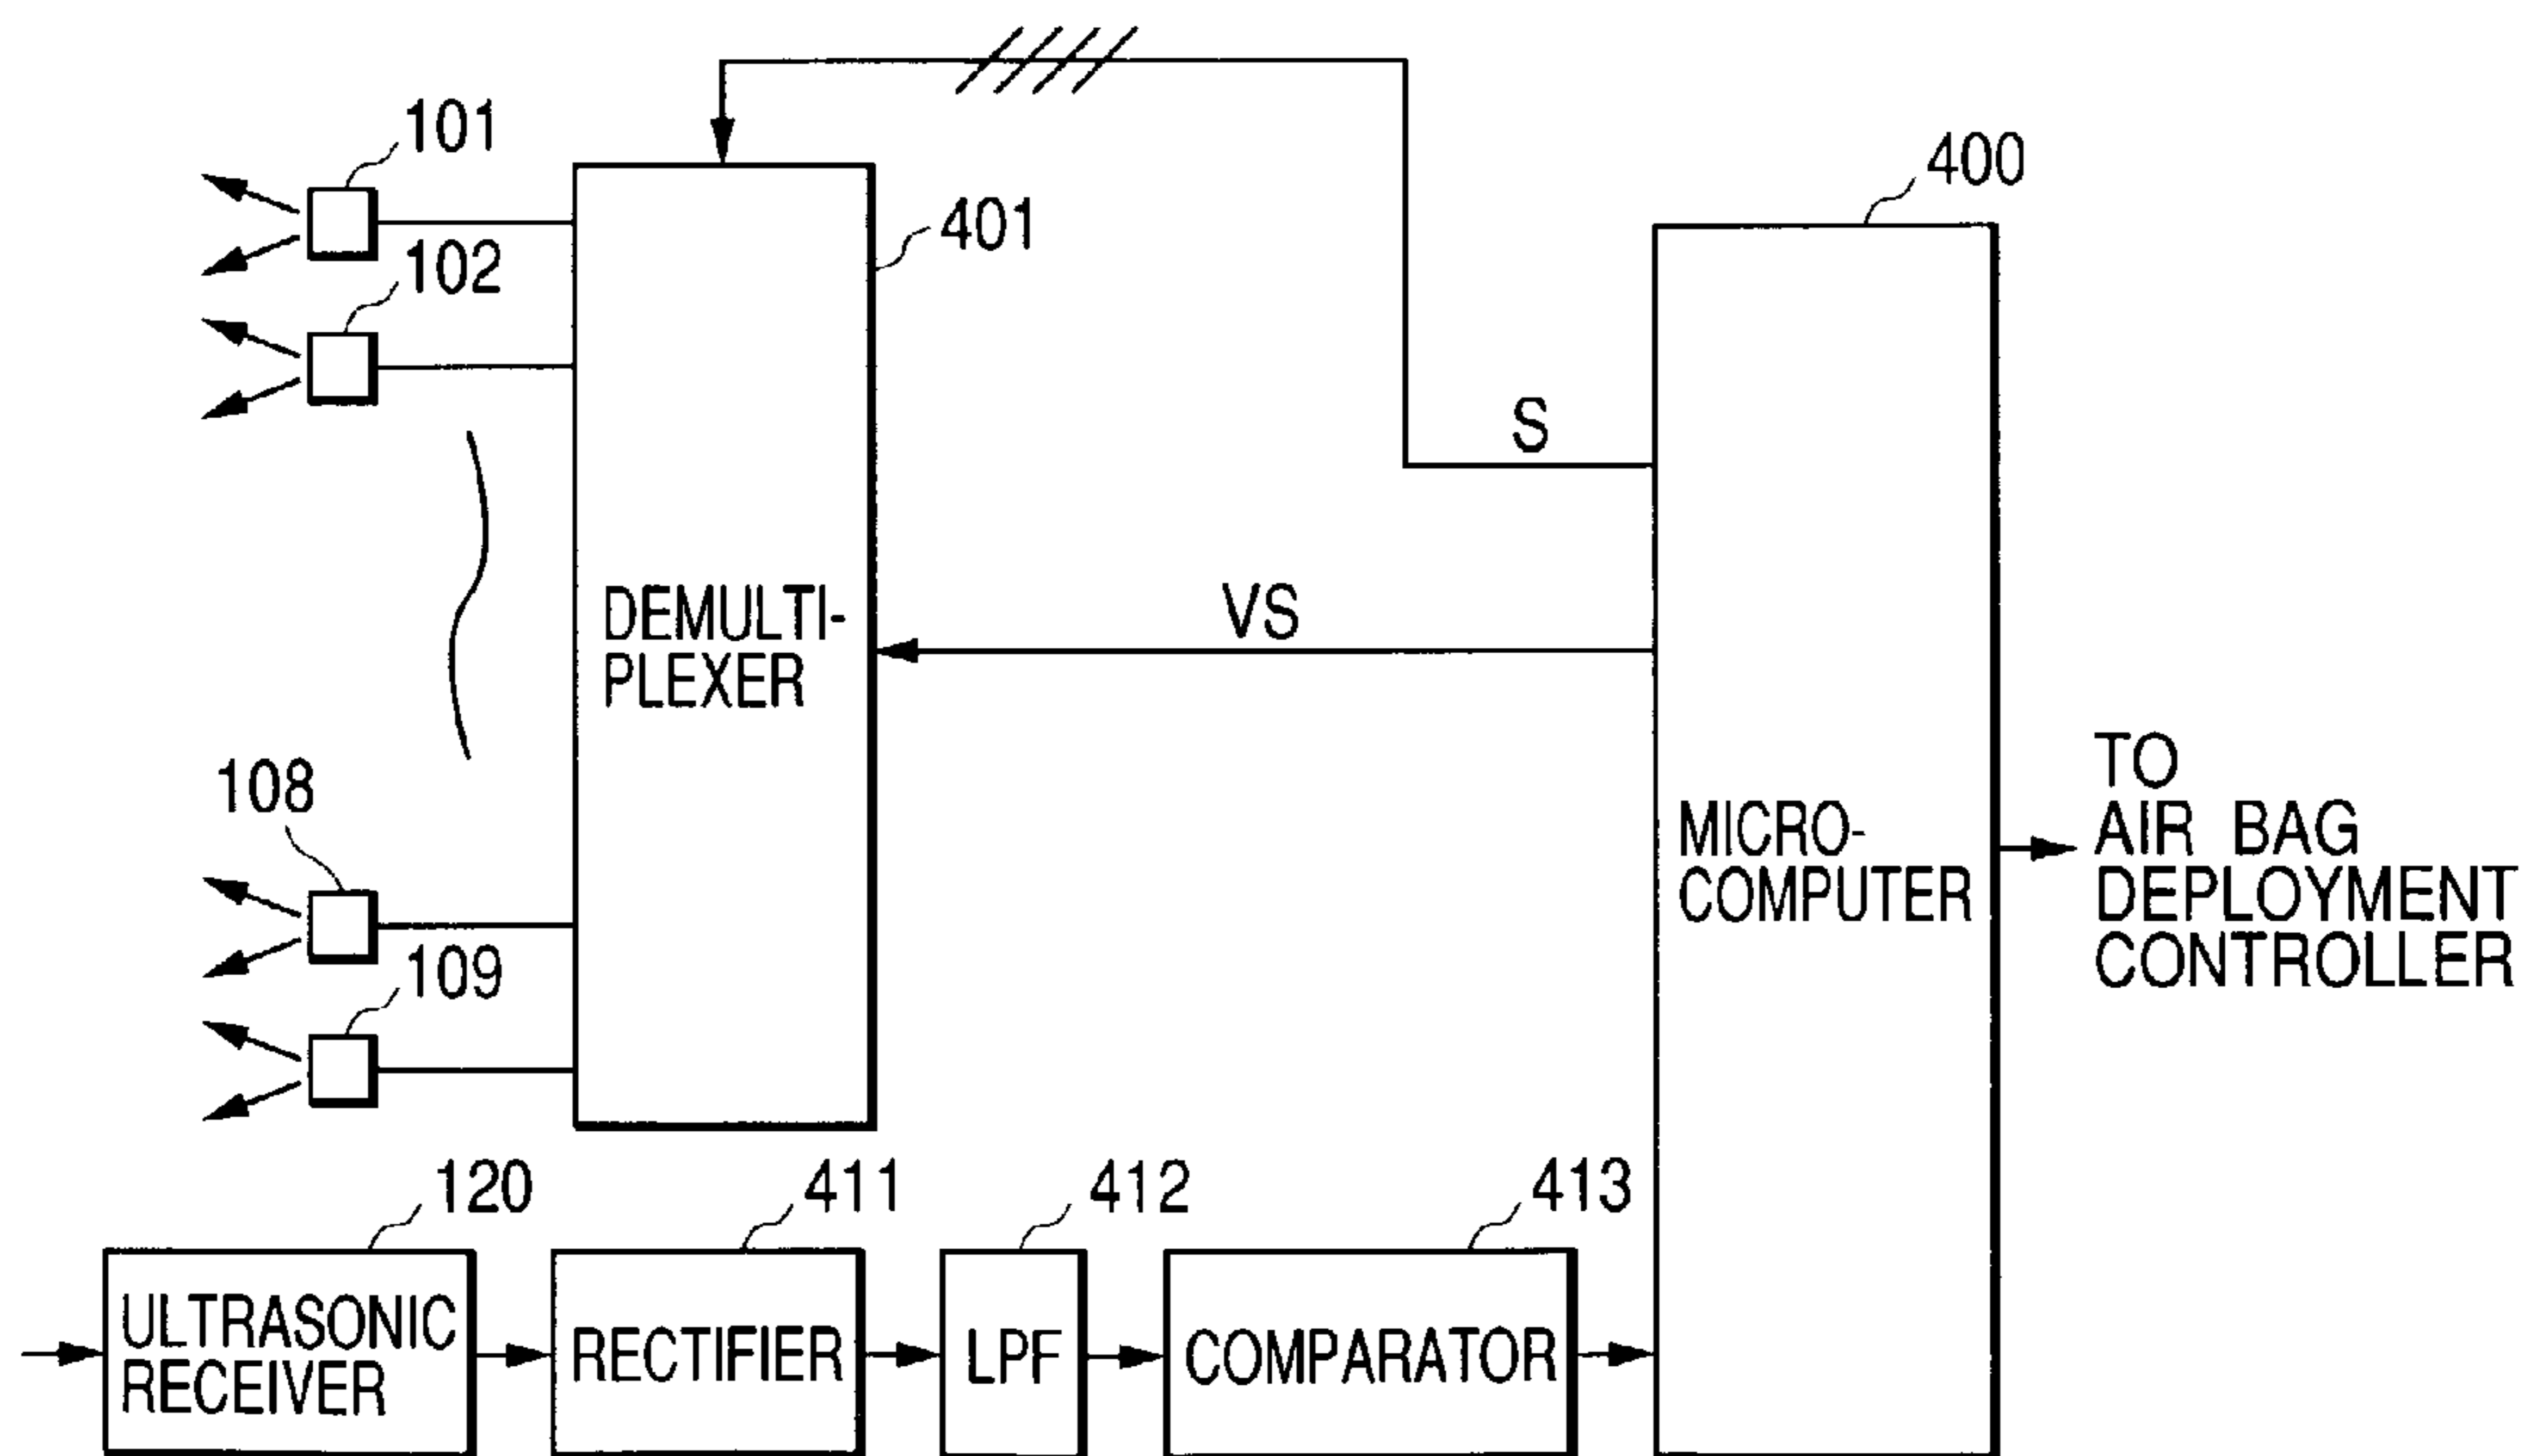 101
102
401
400
S
VS
DEMULTI-
PLEXER
108
109
MICRO-
COMPUTER
TO
AIR BAG
DEPLOYMENT
CONTROLLER
120
411
412
413
ULTRASONIC
RECEIVER
RECTIFIER
LPF
COMPARATOR